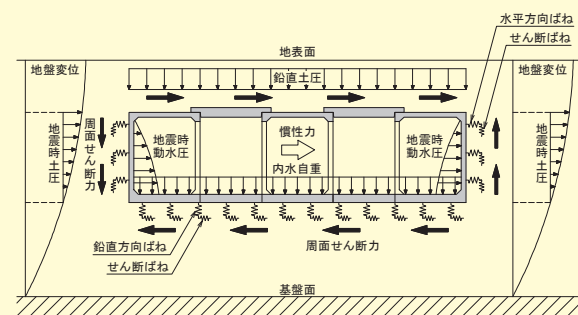 水平方向ばね
せん断ばね
地表面
地盤変位
鉛直土圧
地盤変位
地震時土圧
周面せん断力
地震時
動水圧
慣性力
内水自重
地震時
動水圧
地震時土圧
鉛直方向ばね
せん断ばね
周面せん断力
基盤面